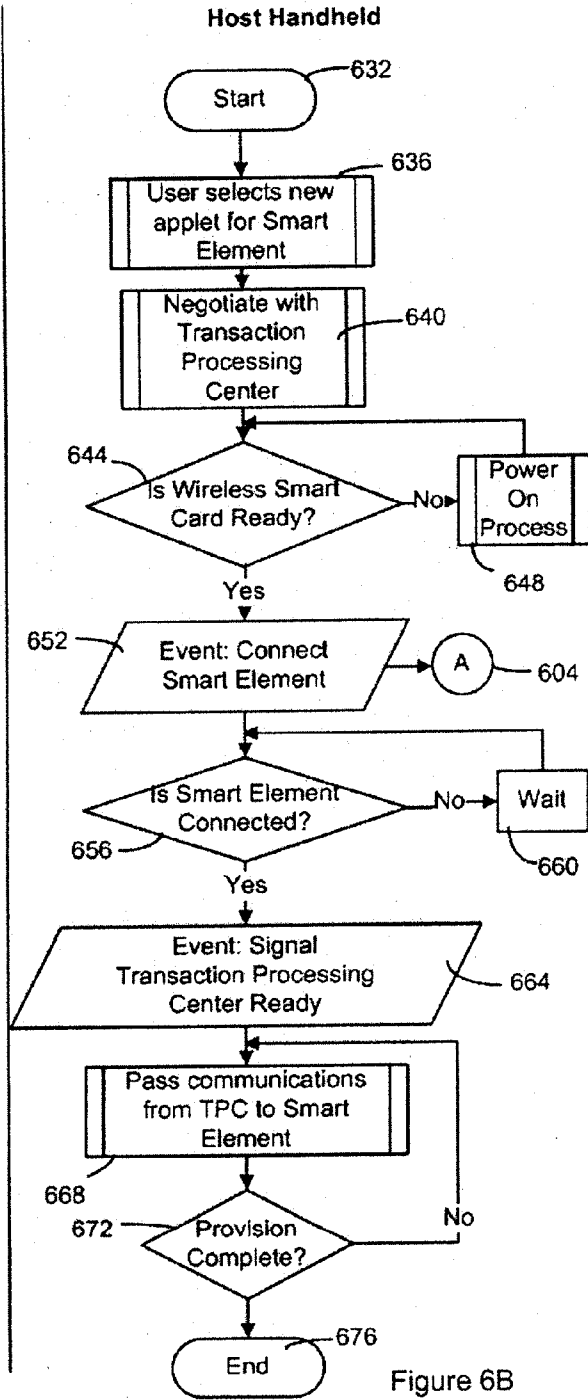 Host Handheld
Start
632
636
User selects new
applet for Smart
Element
Negotiate with
Transaction
Processing
Center
640
644
Is Wireless Smart
Card Ready?
No
Power
On
Process
648
Yes
652
Event: Connect
Smart Element
A
604
Is Smart Element
Connected?
No
Wait
656
660
Yes
Event: Signal
Transaction Processing
Center Ready
664
Pass communications
from TPC to Smart
Element
668
672
Provision
Complete?
No
676
End
Figure 6B